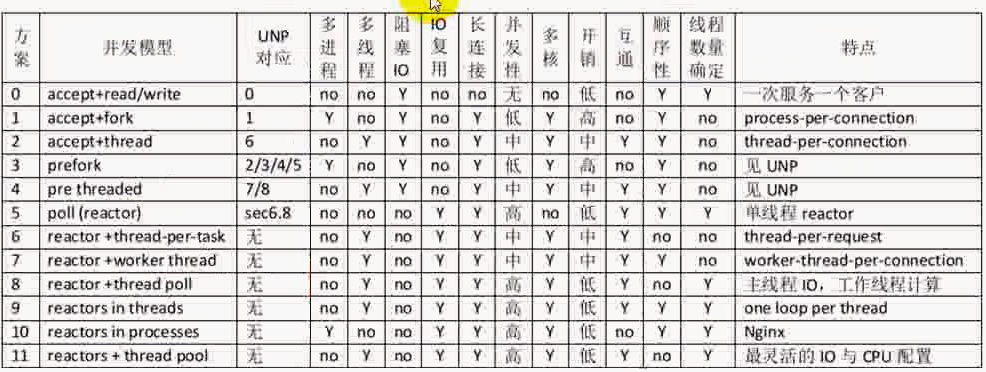 方案 并发模型 UNP对应 多进程 多线程 阻塞IO IO复用 长连接 并发性 多核 开销 互通 顺序性 线程数量确定 特点
0 accept+read/write 0 no no Y no no 无 no 低 no Y Y 一次服务一个客户
1 accept+fork 1 Y no Y no Y 低 Y 高 no Y no process-per-connection
2 accept+thread 6 no Y Y no Y 中 Y 中 Y Y no thread-per-connection
3 prefork 2/3/4/5 Y no Y no Y 低 Y 高 no Y no 见 UNP
4 pre threaded 7/8 no Y Y no Y 中 Y 中 Y Y no 见 UNP
5 poll (reactor) sec6.8 no no no Y Y 高 no 低 Y Y Y 单线程 reactor
6 reactor +thread-per-task 无 no Y no Y Y 中 Y 中 Y no no thread-per-request
7 reactor +worker thread 无 no Y no Y Y 中 Y 中 Y Y no worker-thread-per-connection
8 reactor +thread poll 无 no Y no Y Y 高 Y 低 Y no Y 主线程 IO，工作线程计算
9 reactors in threads 无 no Y no Y Y 高 Y 低 Y Y Y one loop per thread
10 reactors in processes 无 Y no no Y Y 高 Y 低 no Y Y Nginx
11 reactors + thread pool 无 no Y no Y Y 高 Y 低 Y no Y 最灵活的 IO 与 CPU 配置